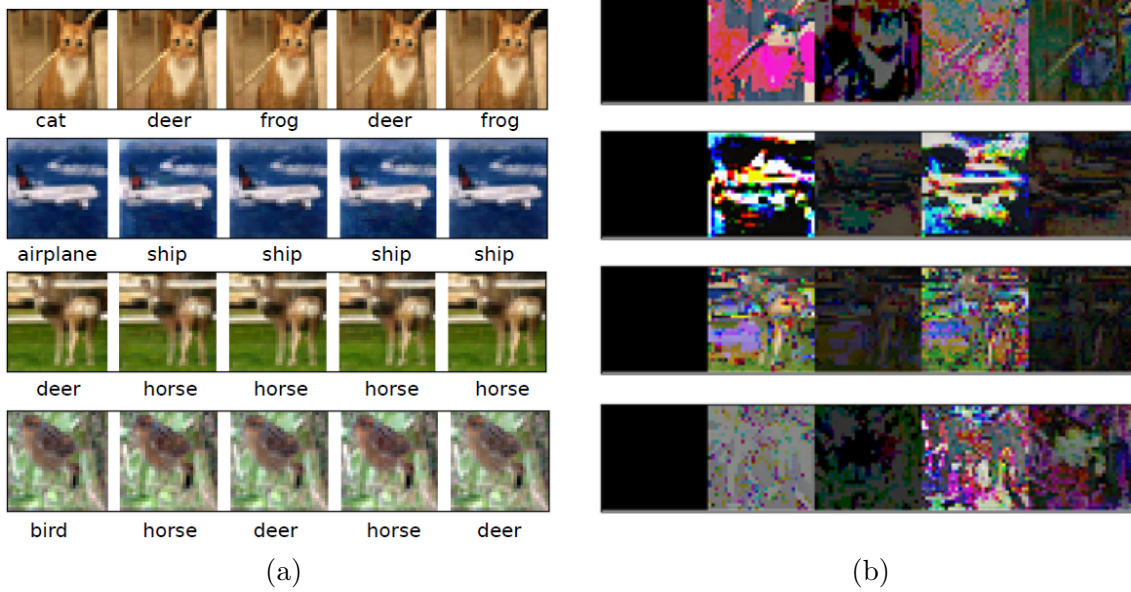 cat deer frog deer frog
airplane ship ship ship ship
deer horse horse horse horse
bird horse deer horse deer
(a) (b)